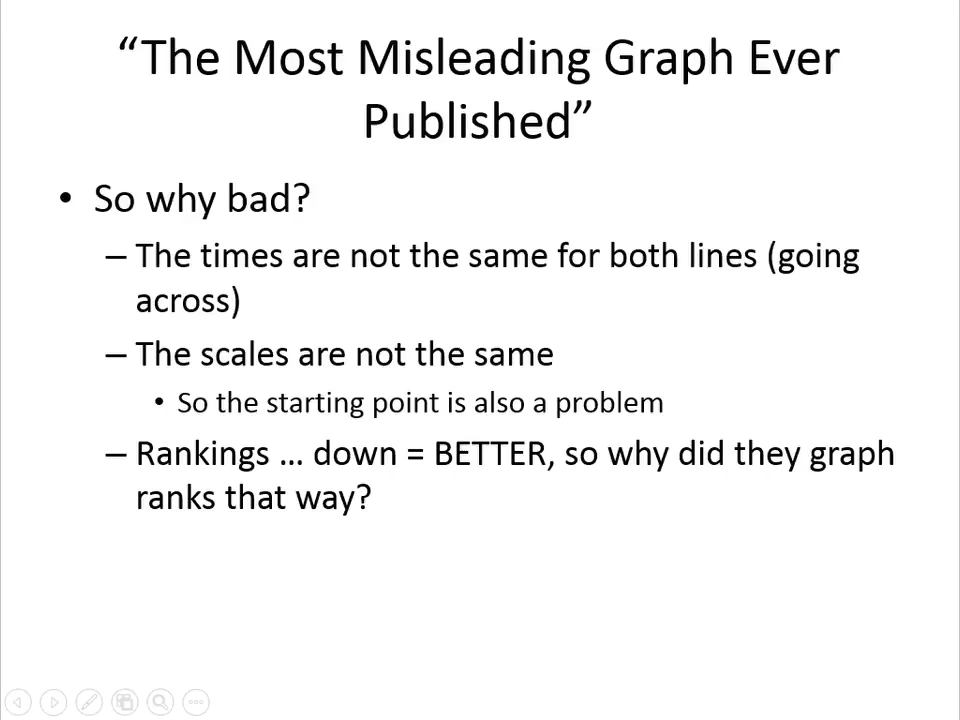 “The Most Misleading Graph Ever
Published”
• So why bad?
– The times are not the same for both lines (going
across)
– The scales are not the same
• So the starting point is also a problem
– Rankings … down = BETTER, so why did they graph
ranks that way?